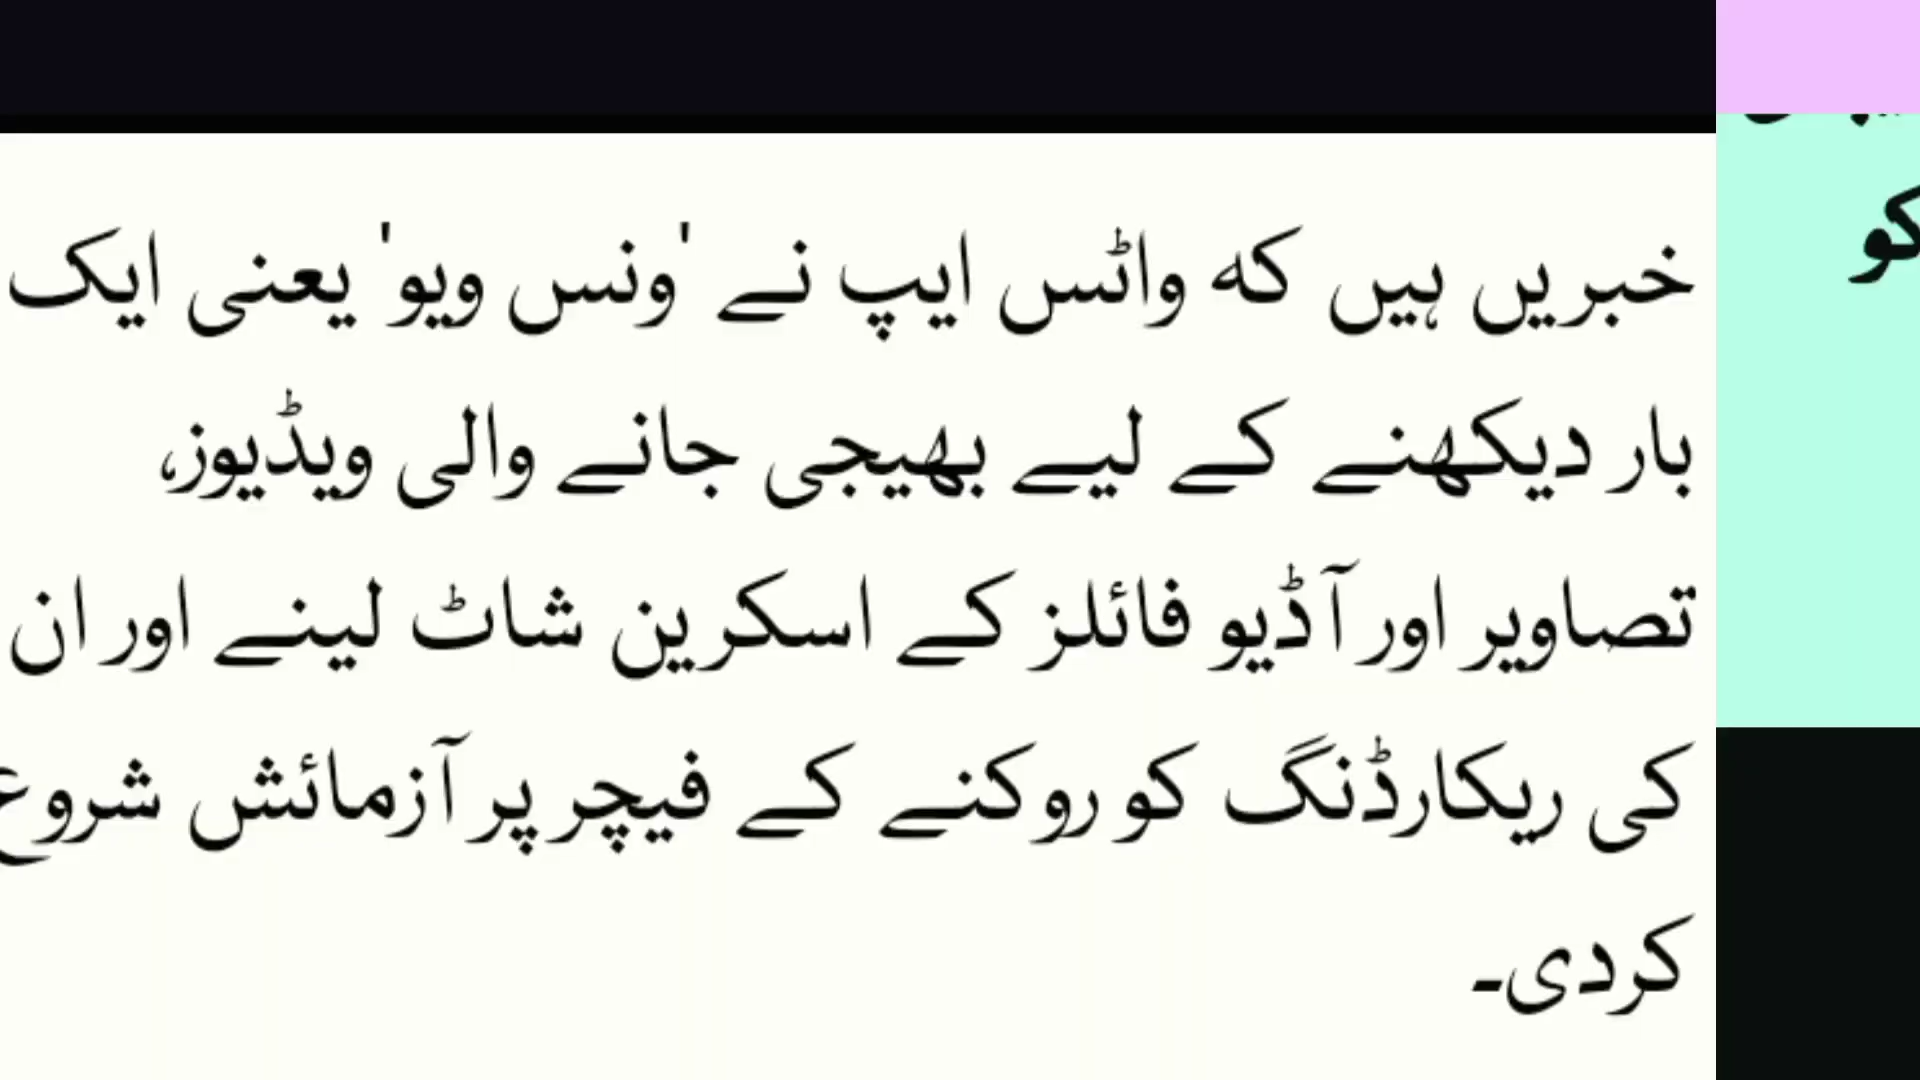 خبریں ہیں کہ واٹس ایپ نے 'ونس ویو' یعنی ایک
بار دیکھنے کے لیے بھیجی جانے والی ویڈیوز،
تصاویر اور آڈیو فائلز کے اسکرین شاٹ لینے اور ان
کی ریکارڈنگ کو روکنے کے فیچر پر آزمائش شروع
کردی۔
کو